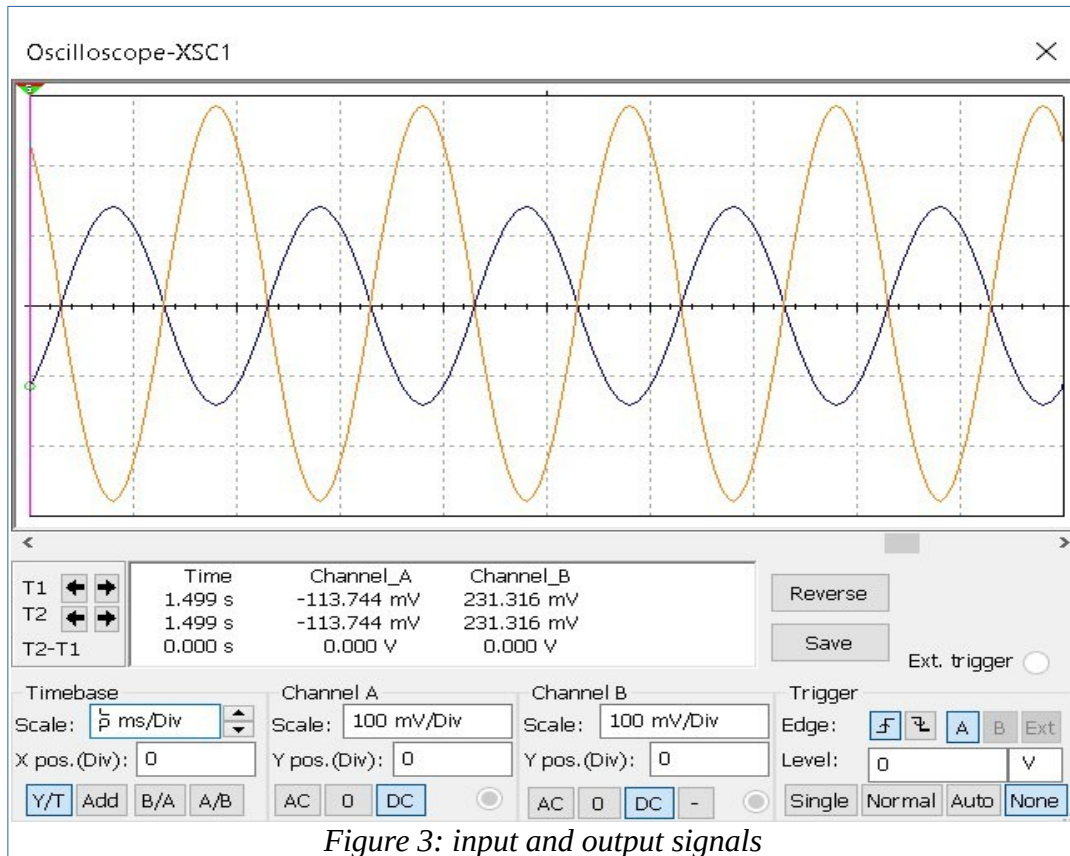 Oscilloscope-XSC1
Time Channel_A Channel_B
T1 1.499 s -113.744 mV 231.316 mV
T2 1.499 s -113.744 mV 231.316 mV
T2-T1 0.000 s 0.000 V 0.000 V
Reverse
Save
Ext. trigger
Timebase
Scale: ms/Div
X pos.(Div): 0
Y/T Add B/A A/B
Channel A
Scale: 100 mV/Div
Y pos.(Div): 0
AC 0 DC
Channel B
Scale: 100 mV/Div
Y pos.(Div): 0
AC 0 DC -
Trigger
Edge: A B Ext
Level: 0 V
Single Normal Auto None
Figure 3: input and output signals